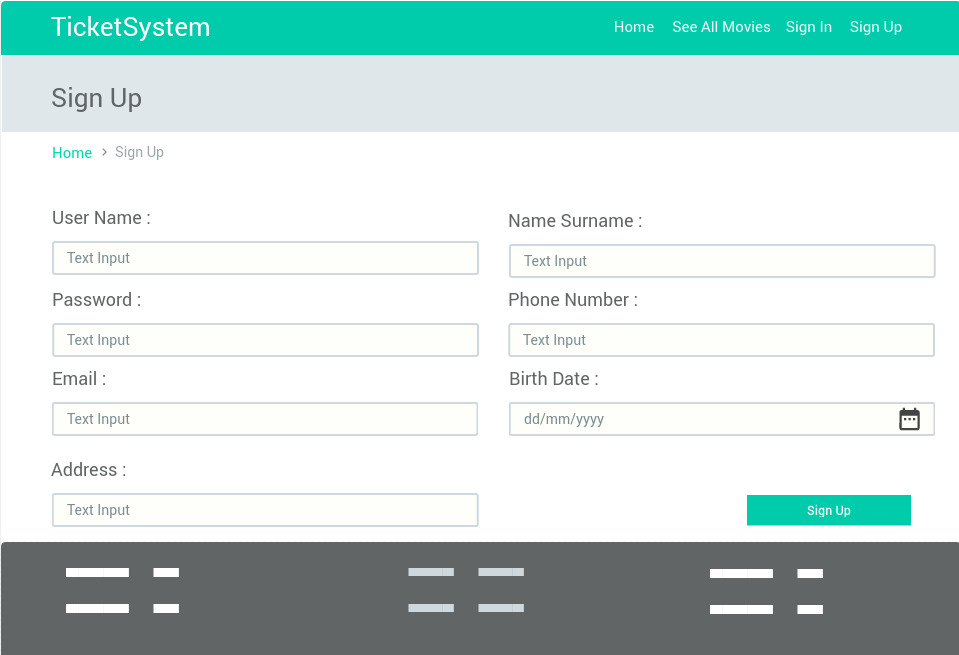 TicketSystem Home See All Movies Sign In Sign Up
Sign Up
Home > Sign Up
User Name :
Name Surname :
Text Input
Text Input
Password :
Phone Number :
Text Input
Text Input
Email :
Birth Date :
Text Input
dd/mm/yyyy
Address :
Text Input
Sign Up